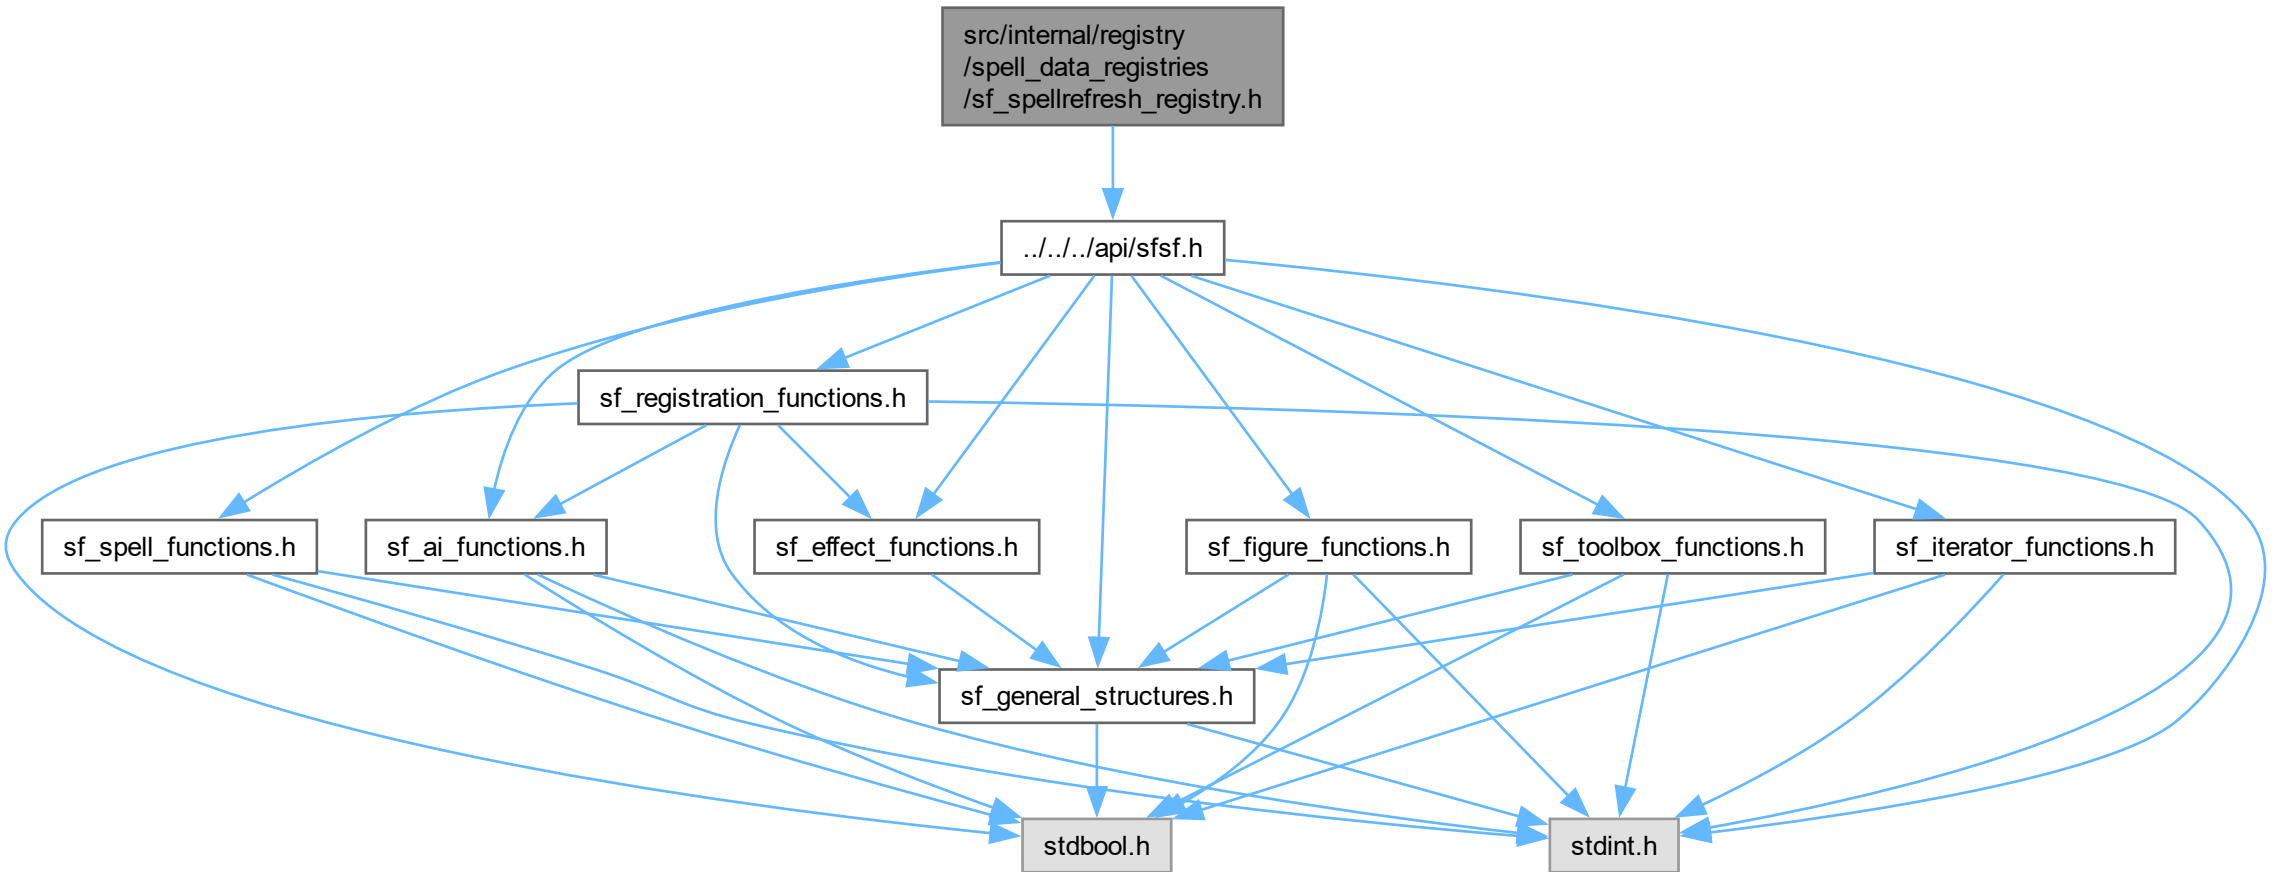 src/internal/registry
/spell_data_registries
/sf_spellrefresh_registry.h
../../../api/sfsf.h
sf_registration_functions.h
sf_spell_functions.h
sf_ai_functions.h
sf_effect_functions.h
sf_figure_functions.h
sf_toolbox_functions.h
sf_iterator_functions.h
sf_general_structures.h
stdbool.h
stdint.h